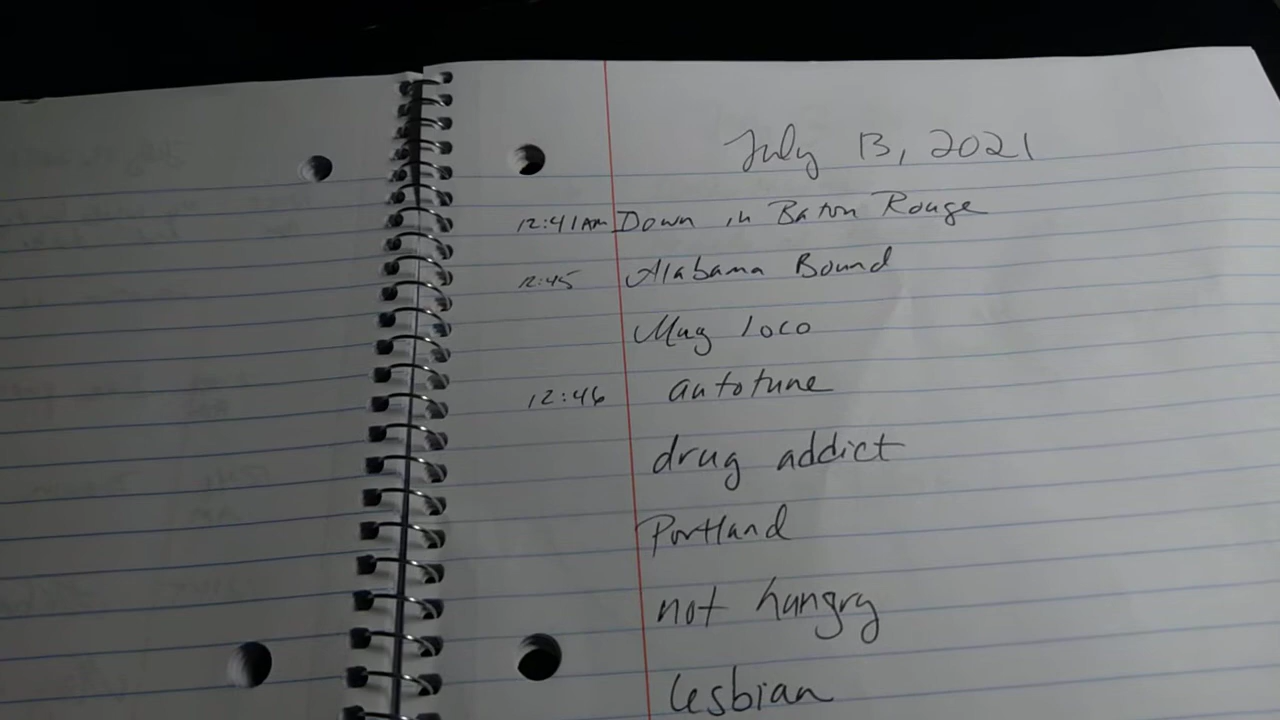 July 13, 2021
12:41AM Down in Baton Rouge
12:45 Alabama Bound
Muy loco
12:46 autotune
drug addict
Portland
not hungry
lesbian